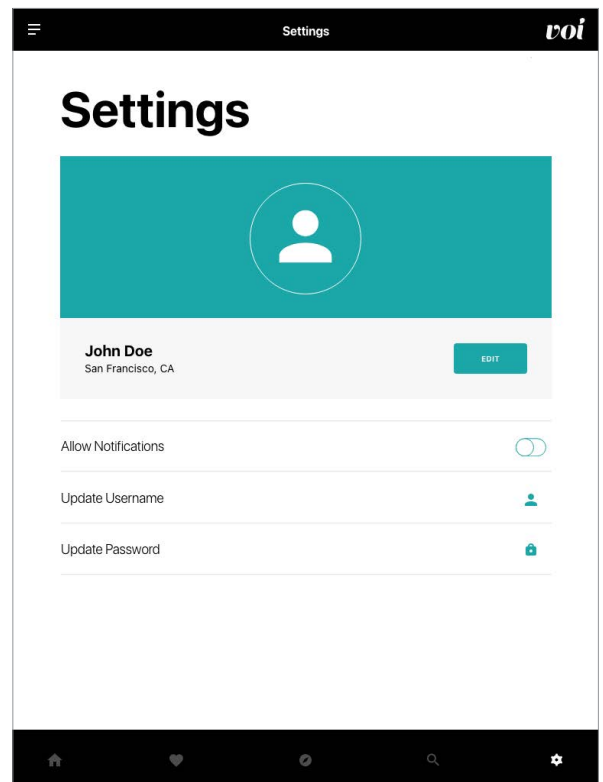 Settings
voi
Settings
John Doe
San Francisco, CA
EDIT
Allow Notifications
Update Username
Update Password